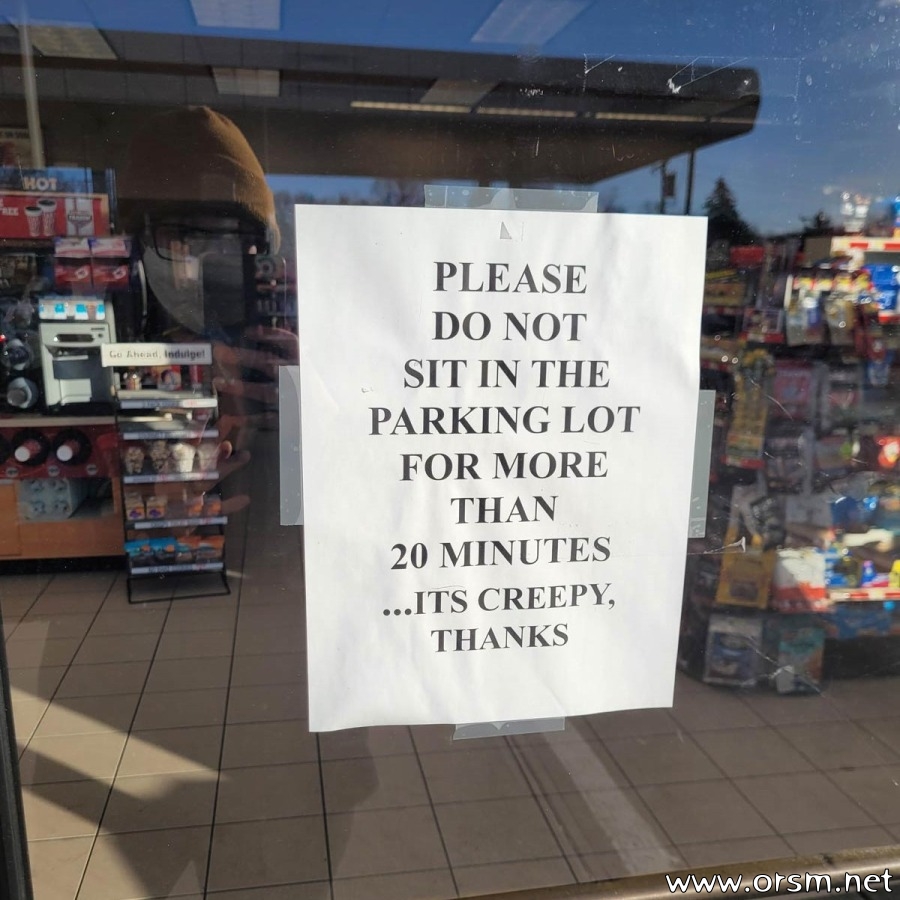 HOT
FREE
Go Ahead, Indulge!
PLEASE
DO NOT
SIT IN THE
PARKING LOT
FOR MORE
THAN
20 MINUTES
...ITS CREEPY,
THANKS
www.orsm.net